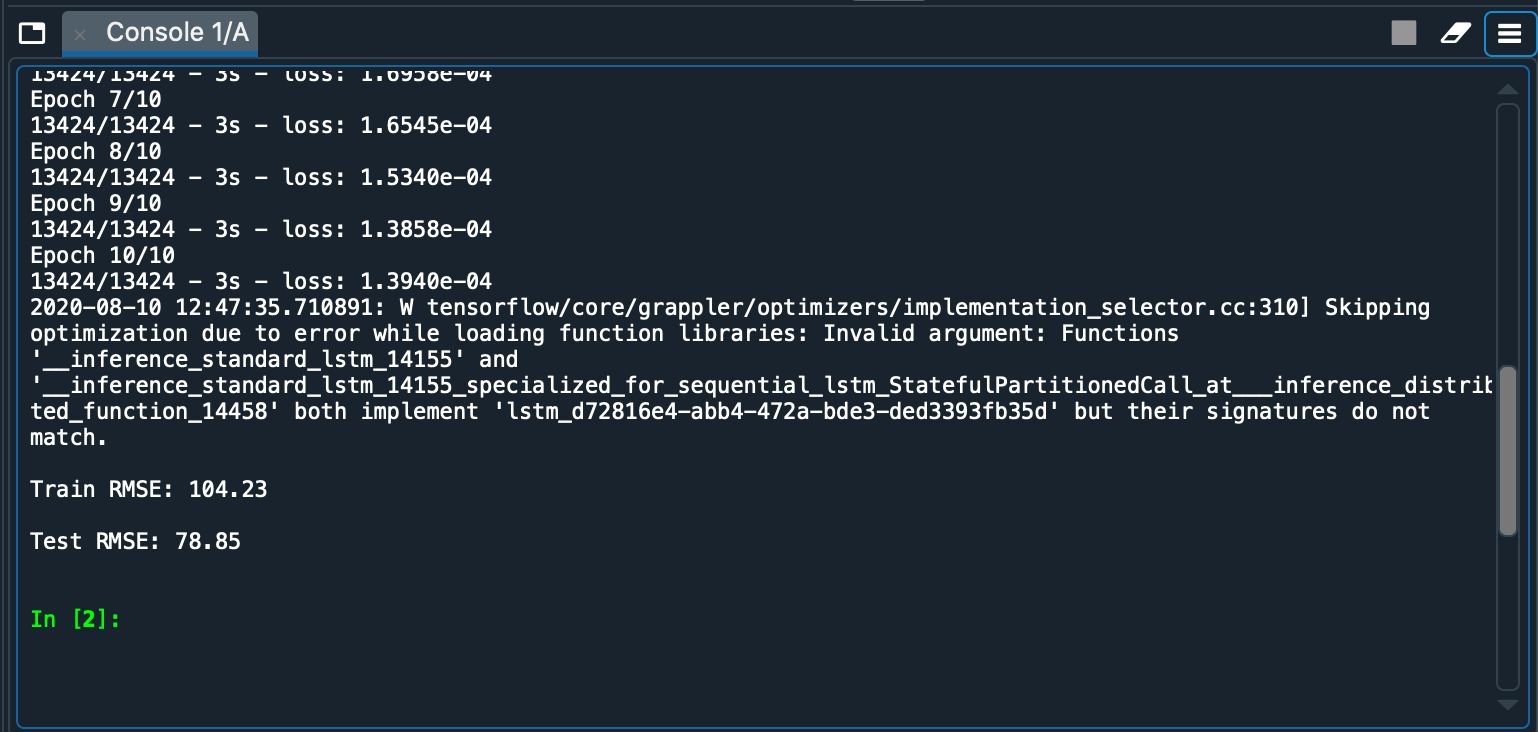 Console 1/A
13424/13424 - 3s - loss: 1.6958e-04
Epoch 7/10
13424/13424 - 3s - loss: 1.6545e-04
Epoch 8/10
13424/13424 - 3s - loss: 1.5340e-04
Epoch 9/10
13424/13424 - 3s - loss: 1.3858e-04
Epoch 10/10
13424/13424 - 3s - loss: 1.3940e-04
2020-08-10 12:47:35.710891: W tensorflow/core/grappler/optimizers/implementation_selector.cc:310] Skipping
optimization due to error while loading function libraries: Invalid argument: Functions
'__inference_standard_lstm_14155' and
'__inference_standard_lstm_14155_specialized_for_sequential_lstm_StatefulPartitionedCall_at___inference_distrib
ted_function_14458' both implement 'lstm_d72816e4-abb4-472a-bde3-ded3393fb35d' but their signatures do not
match.
Train RMSE: 104.23
Test RMSE: 78.85
In [2]: